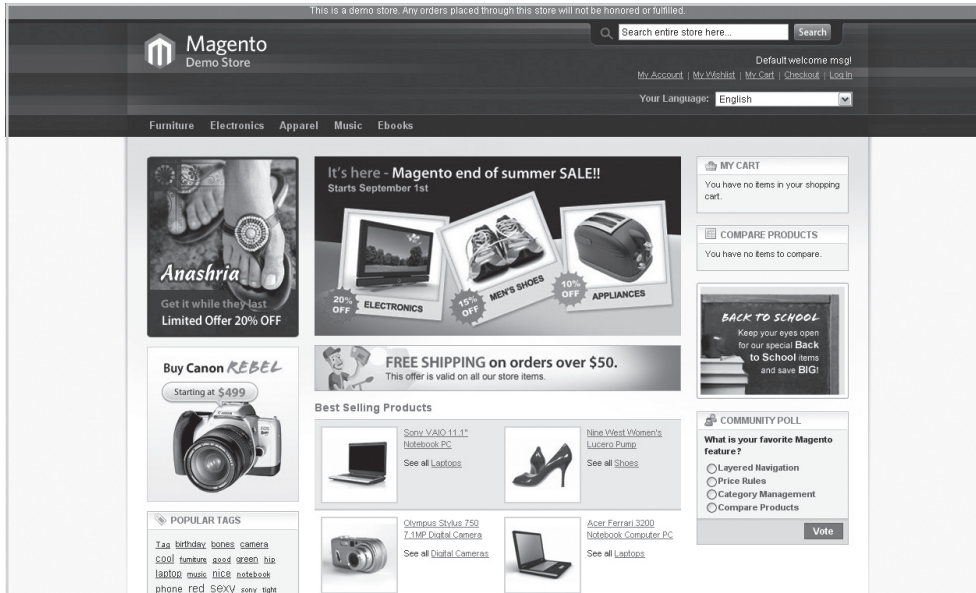 This is a demo store. Any orders placed through this store will not be honored or fulfilled.
Magento
Demo Store
Search entire store here...
Search
Default welcome msg!
My Account | My Wishlist | My Cart | Checkout | Log In
Your Language:
English
Furniture
Electronics
Apparel
Music
Ebooks
Anashria
Get it while they last
Limited Offer 20% OFF
Buy Canon REBEL
Starting at $499
Canon
POPULAR TAGS
Tag birthday bones camera
cool furniture good green hip
laptop music nice notebook
phone red sexy sony tight
It's here - Magento end of summer SALE!!
Starts September 1st
20%
OFF
ELECTRONICS
15%
OFF
MEN'S SHOES
10%
OFF
APPLIANCES
FREE SHIPPING on orders over $50.
This offer is valid on all our store items.
Best Selling Products
Sony VAIO 11.1"
Notebook PC
See all Laptops
Nine West Women's
Lucero Pump
See all Shoes
Olympus Stylus 750
7.1MP Digital Camera
See all Digital Cameras
Acer Ferrari 3200
Notebook Computer PC
See all Laptops
MY CART
You have no items in your shopping
cart.
COMPARE PRODUCTS
You have no items to compare.
BACK TO SCHOOL
Keep your eyes open
for our special Back
to School items
and save BIG!
COMMUNITY POLL
What is your favorite Magento
feature?
Layered Navigation
Price Rules
Category Management
Compare Products
Vote